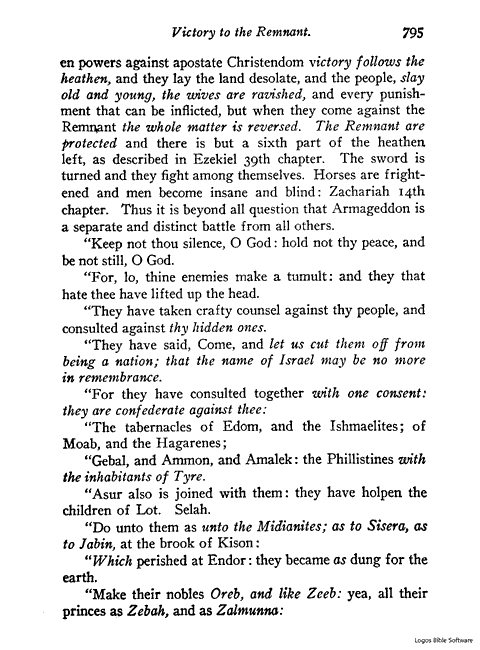 Victory to the Remnant. 795
en powers against apostate Christendom victory follows the
heathen, and they lay the land desolate, and the people, slay
old and young, the wives are ravished, and every punish-
ment that can be inflicted, but when they come against the
Remnant the whole matter is reversed. The Remnant are
protected and there is but a sixth part of the heathen
left, as described in Ezekiel 39th chapter. The sword is
turned and they fight among themselves. Horses are fright-
ened and men become insane and blind: Zachariah 14th
chapter. Thus it is beyond all question that Armageddon is
a separate and distinct battle from all others.
“Keep not thou silence, O God: hold not thy peace, and
be not still, O God.
“For, lo, thine enemies make a tumult: and they that
hate thee have lifted up the head.
“They have taken crafty counsel against thy people, and
consulted against thy hidden ones.
“They have said, Come, and let us cut them off from
being a nation; that the name of Israel may be no more
in remembrance.
“For they have consulted together with one consent:
they are confederate against thee:
“The tabernacles of Edom, and the Ishmaelites; of
Moab, and the Hagarenes;
“Gebal, and Ammon, and Amalek: the Phillistines with
the inhabitants of Tyre.
“Asur also is joined with them: they have holpen the
children of Lot. Selah.
“Do unto them as unto the Midianites; as to Sisera, as
to Jabin, at the brook of Kison:
“Which perished at Endor: they became as dung for the
earth.
“Make their nobles Oreb, and like Zeeb: yea, all their
princes as Zebah, and as Zalmunna:
Logos Bible Software